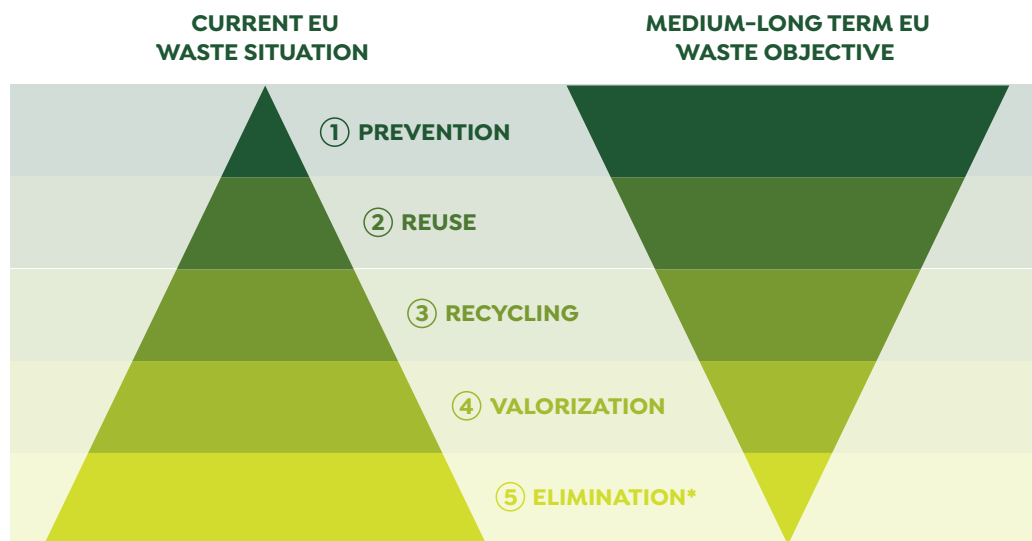 CURRENT EU
WASTE SITUATION
MEDIUM-LONG TERM EU
WASTE OBJECTIVE
1 PREVENTION
2 REUSE
3 RECYCLING
4 VALORIZATION
5 ELIMINATION*